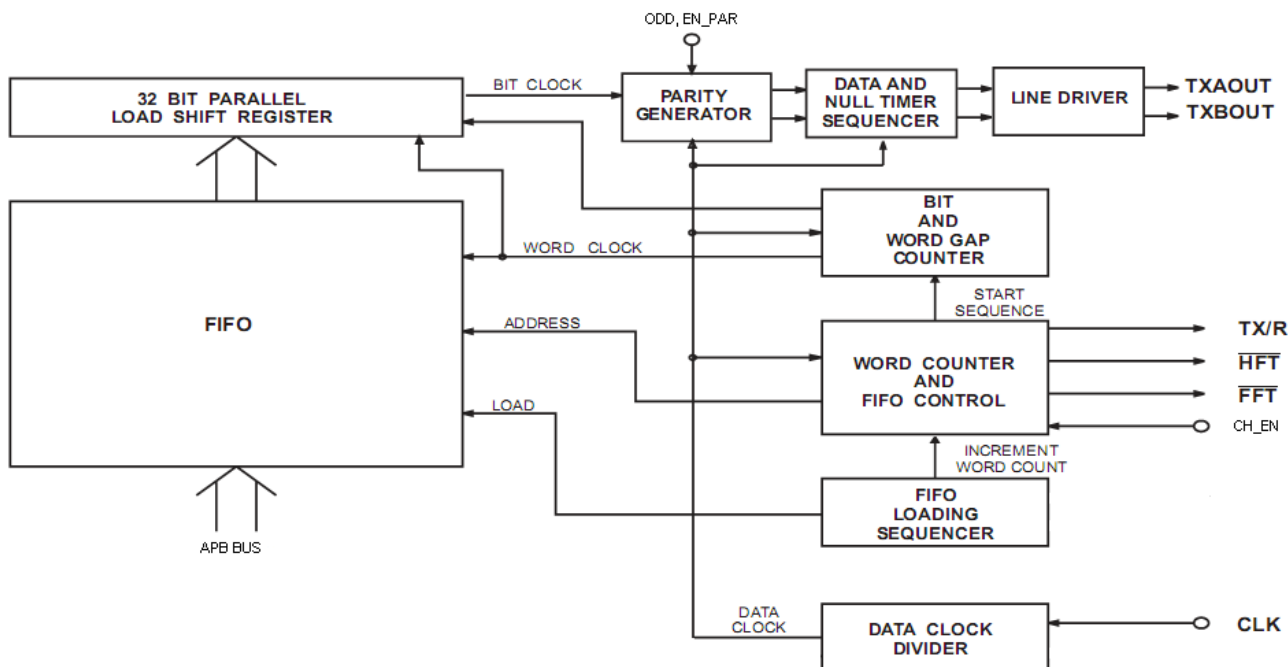 ODD, EN_PAR
32 BIT PARALLEL
LOAD SHIFT REGISTER
BIT CLOCK
PARITY
GENERATOR
DATA AND
NULL TIMER
SEQUENCER
LINE DRIVER
TXAOUT
TXBOUT
BIT
AND
WORD GAP
COUNTER
WORD CLOCK
START
SEQUENCE
FIFO
ADDRESS
WORD COUNTER
AND
FIFO CONTROL
TX/R
HFT
FFT
CH_EN
LOAD
INCREMENT
WORD COUNT
FIFO
LOADING
SEQUENCER
APB BUS
DATA
CLOCK
DATA CLOCK
DIVIDER
CLK